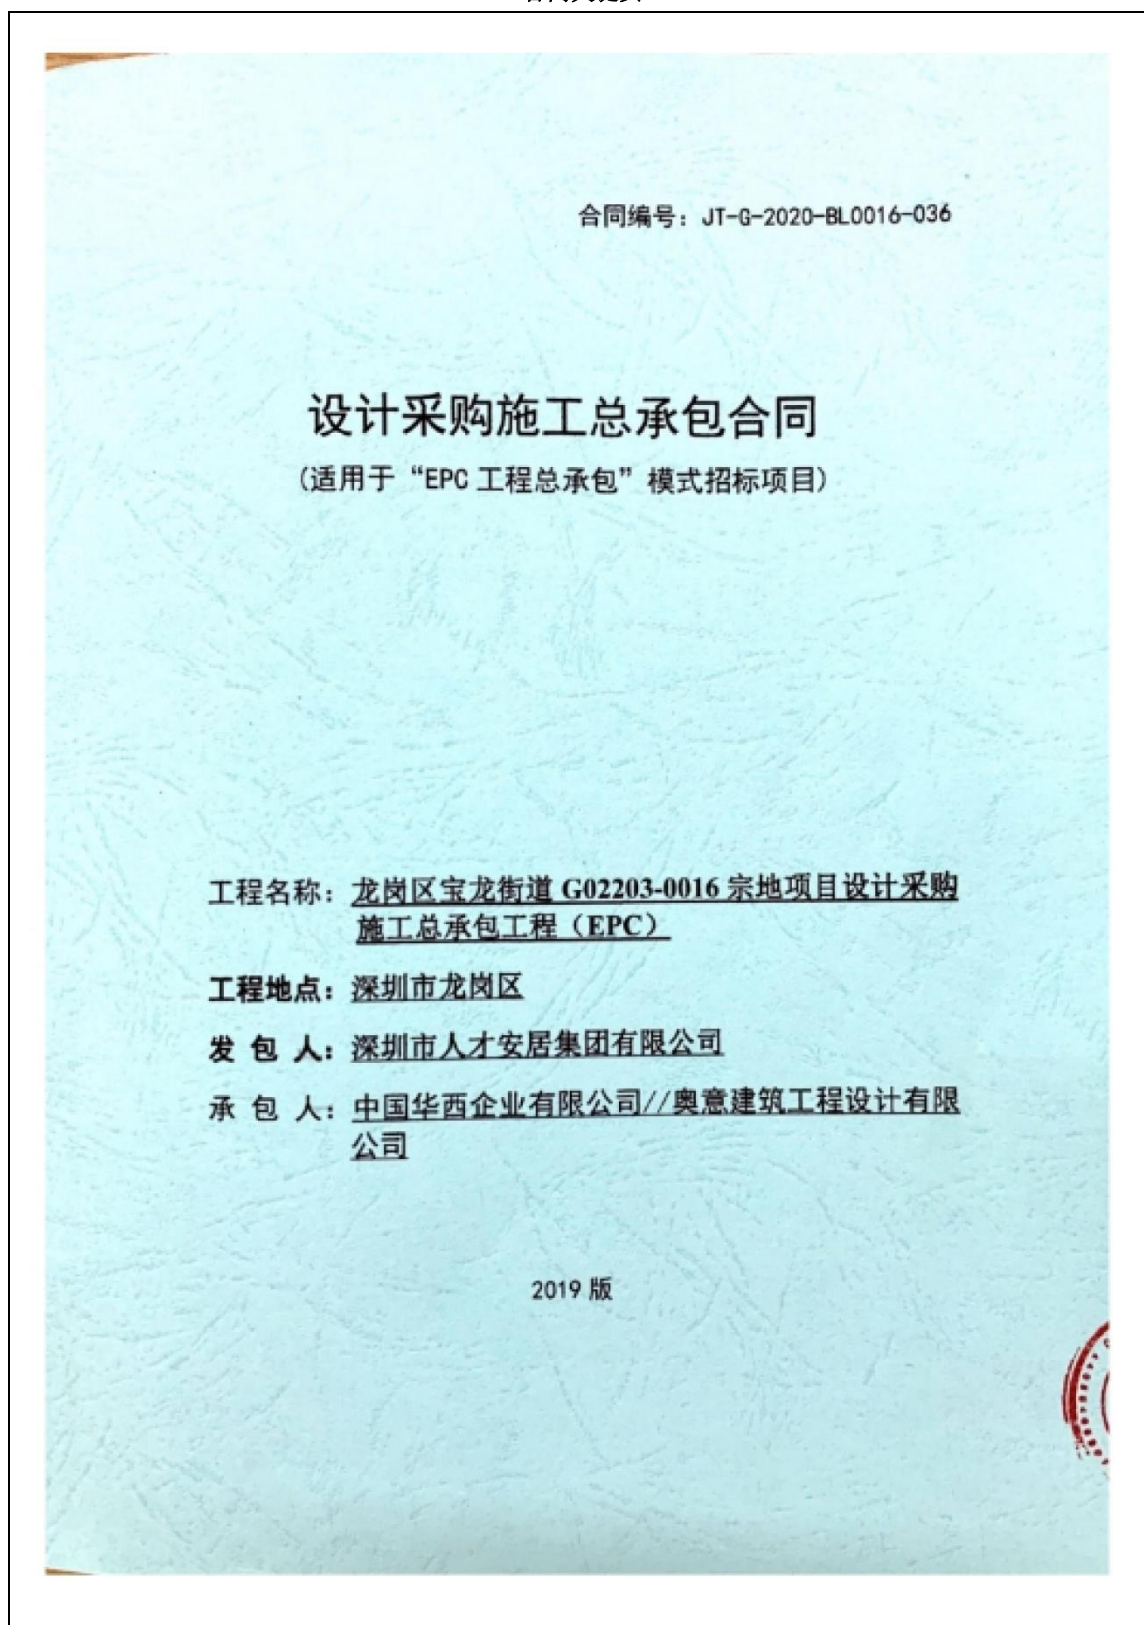 合同编号：JT-G-2020-BL0016-036
设计采购施工总承包合同
(适用于“EPC 工程总承包”模式招标项目)
工程名称：龙岗区宝龙街道 G02203-0016 宗地项目设计采购
施工总承包工程（EPC）
工程地点：深圳市龙岗区
发 包 人：深圳市人才安居集团有限公司
承 包 人：中国华西企业有限公司//奥意建筑工程设计有限
公司
2019 版